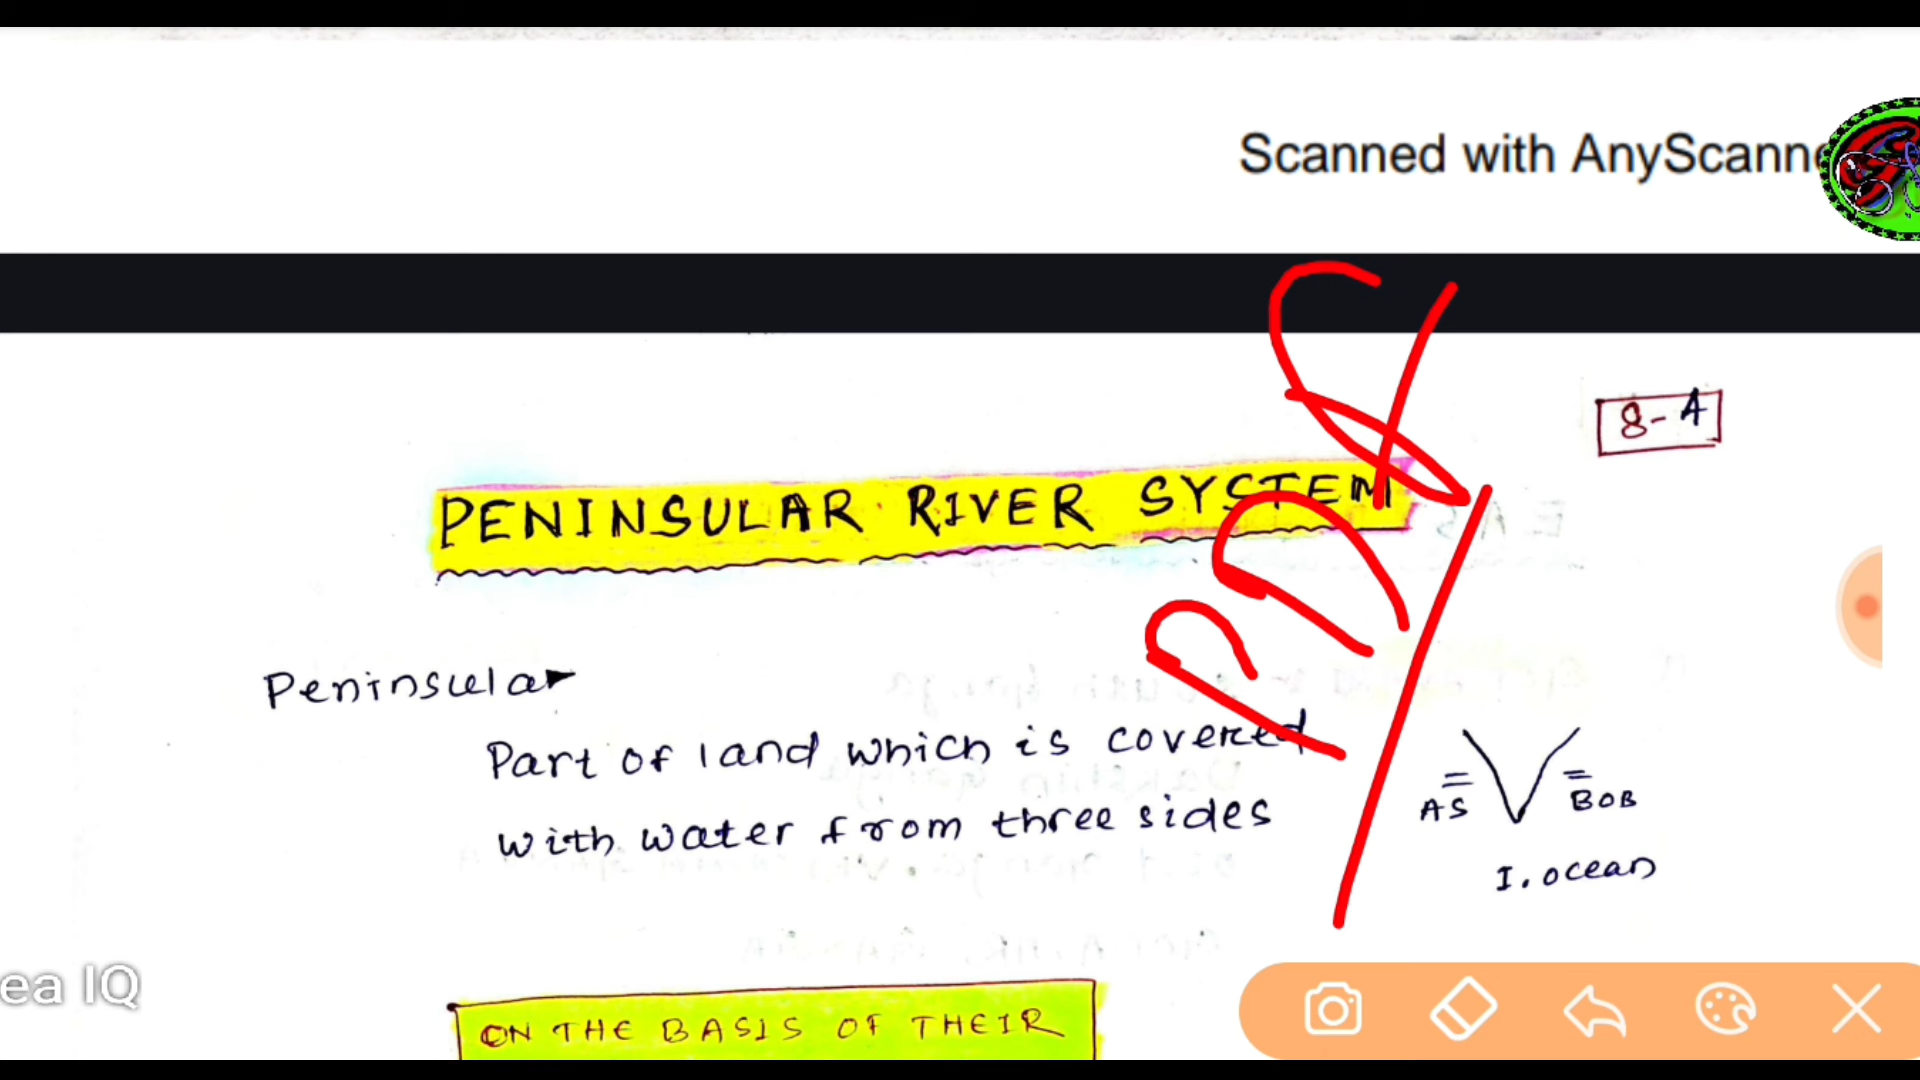 Scanned with AnyScanne
8-A
PENINSULAR RIVER SYSTEM
Peninsular
Part of land which is covered
with water from three sides
AS
BOB
I. ocean
ea IQ
ON THE BASIS OF THEIR